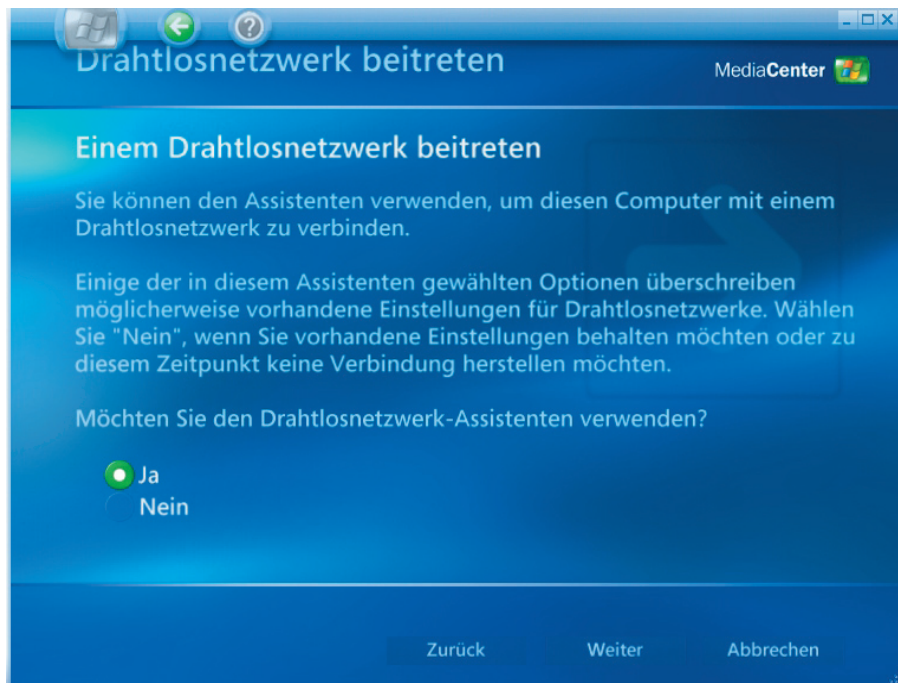 Drahtlosnetzwerk beitreten
MediaCenter
Einem Drahtlosnetzwerk beitreten
Sie können den Assistenten verwenden, um diesen Computer mit einem
Drahtlosnetzwerk zu verbinden.
Einige der in diesem Assistenten gewählten Optionen überschreiben
möglicherweise vorhandene Einstellungen für Drahtlosnetzwerke. Wählen
Sie "Nein", wenn Sie vorhandene Einstellungen behalten möchten oder zu
diesem Zeitpunkt keine Verbindung herstellen möchten.
Möchten Sie den Drahtlosnetzwerk-Assistenten verwenden?
Ja
Nein
Zurück Weiter Abbrechen